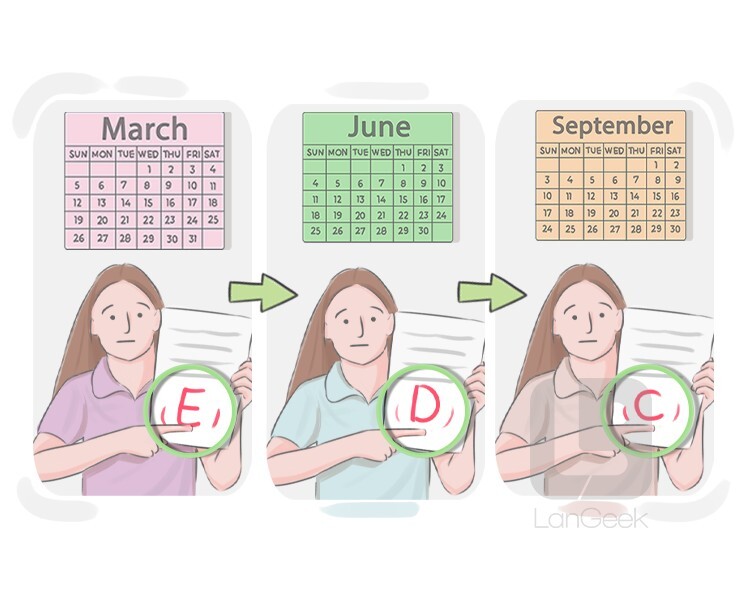 March
SUN MON TUE WED THU FRI SAT
1 2 3 4
5 6 7 8 9 10 11
12 13 14 15 16 17 18
19 20 21 22 23 24 25
26 27 28 29 30 31
E
June
SUN MON TUE WED THU FRI SAT
1 2 3
4 5 6 7 8 9 10
11 12 13 14 15 16 17
18 19 20 21 22 23 24
25 26 27 28 29 30
D
September
SUN MON TUE WED THU FRI SAT
1 2
3 4 5 6 7 8 9
10 11 12 13 14 15 16
17 18 19 20 21 22 23
24 25 26 27 28 29 30
C
LanGeek